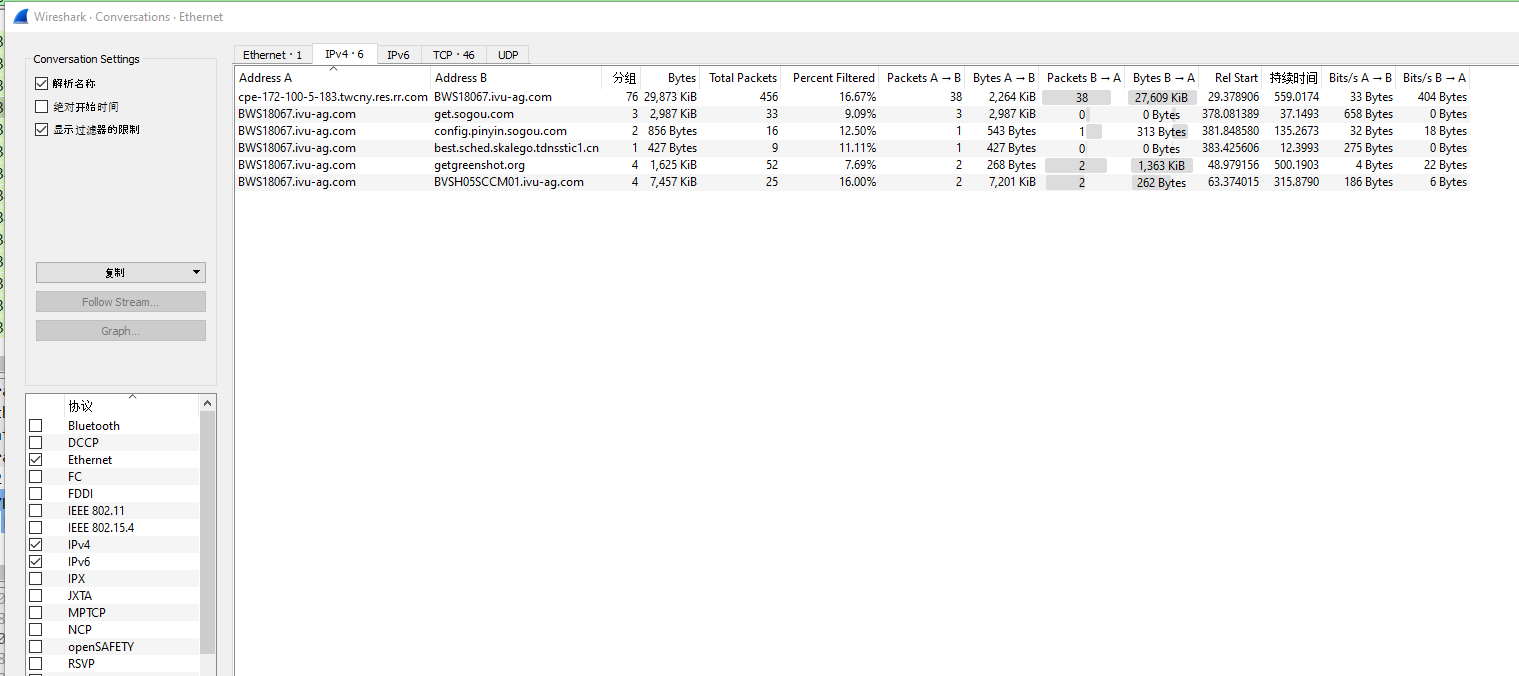 Wireshark · Conversations · Ethernet
Conversation Settings
解析名称
绝对开始时间
显示过滤器的限制
复制
Follow Stream...
Graph...
协议
Bluetooth
DCCP
Ethernet
FC
FDDI
IEEE 802.11
IEEE 802.15.4
IPv4
IPv6
IPX
JXTA
MPTCP
NCP
openSAFETY
RSVP
Ethernet · 1 IPv4 · 6 IPv6 TCP · 46 UDP
Address A Address B 分组 Bytes Total Packets Percent Filtered Packets A → B Bytes A → B Packets B → A Bytes B → A Rel Start 持续时间 Bits/s A → B Bits/s B → A
cpe-172-100-5-183.twcny.res.rr.com BWS18067.ivu-ag.com 76 29,873 KiB 456 16.67% 38 2,264 KiB 38 27,609 KiB 29.378906 559.0174 33 Bytes 404 Bytes
BWS18067.ivu-ag.com get.sogou.com 3 2,987 KiB 33 9.09% 3 2,987 KiB 0 0 Bytes 378.081389 37.1493 658 Bytes 0 Bytes
BWS18067.ivu-ag.com config.pinyin.sogou.com 2 856 Bytes 16 12.50% 1 543 Bytes 1 313 Bytes 381.848580 135.2673 32 Bytes 18 Bytes
BWS18067.ivu-ag.com best.sched.skalego.tdnsstic1.cn 1 427 Bytes 9 11.11% 1 427 Bytes 0 0 Bytes 383.425606 12.3993 275 Bytes 0 Bytes
BWS18067.ivu-ag.com getgreenshot.org 4 1,625 KiB 52 7.69% 2 268 Bytes 2 1,363 KiB 48.979156 500.1903 4 Bytes 22 Bytes
BWS18067.ivu-ag.com BVSH05SCCM01.ivu-ag.com 4 7,457 KiB 25 16.00% 2 7,201 KiB 2 262 Bytes 63.374015 315.8790 186 Bytes 6 Bytes